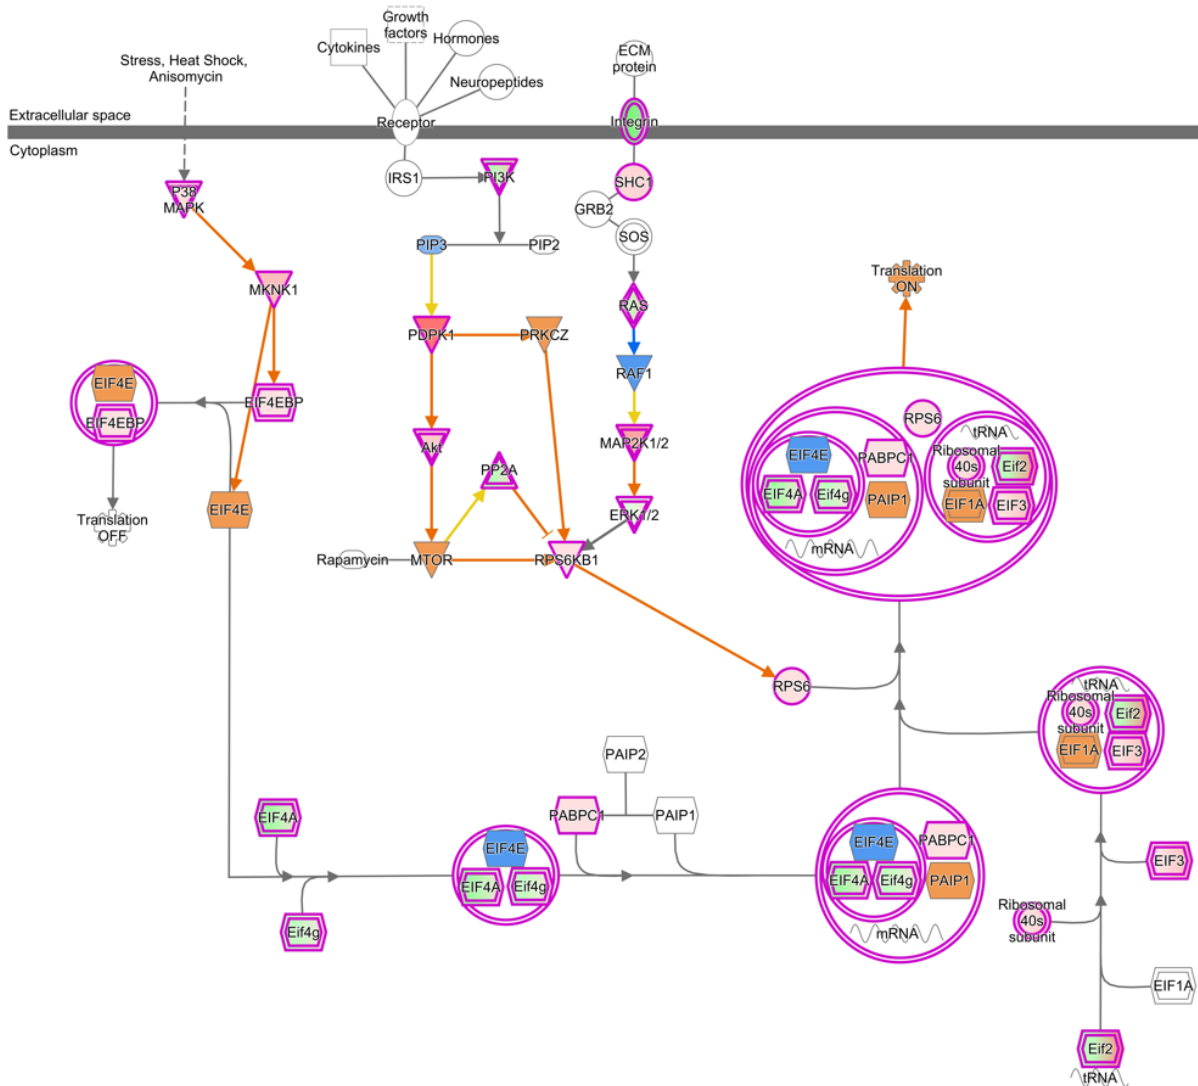 Growth
factors
Cytokines
Hormones
ECM
protein
Stress, Heat Shock,
Anisomycin
Neuropeptides
Extracellular space
Receptor
Integrin
Cytoplasm
IRS1
PI3K
SHC1
P38
MAPK
GRB2
SOS
PIP3
PIP2
Translation
ON
MKNK1
RAS
PDPK1
PRKCZ
RAF1
EIF4E
EIF4EBP
EIF4EBP
Akt
MAP2K1/2
PP2A
EIF4E
ERK1/2
Translation
OFF
Rapamycin
MTOR
RPS6KB1
RPS6
tRNA
EIF4E
PABPC1
Ribosomal
40s
subunit
Eif2
EIF4A
Eif4g
PAIP1
EIF1A
EIF3
mRNA
RPS6
tRNA
Ribosomal
40s
subunit
Eif2
EIF1A
EIF3
PAIP2
EIF4A
PABPC1
PAIP1
EIF4E
EIF4A
Eif4g
EIF4E
PABPC1
EIF4A
Eif4g
PAIP1
mRNA
EIF3
Eif4g
Ribosomal
40s
subunit
EIF1A
Eif2
tRNA